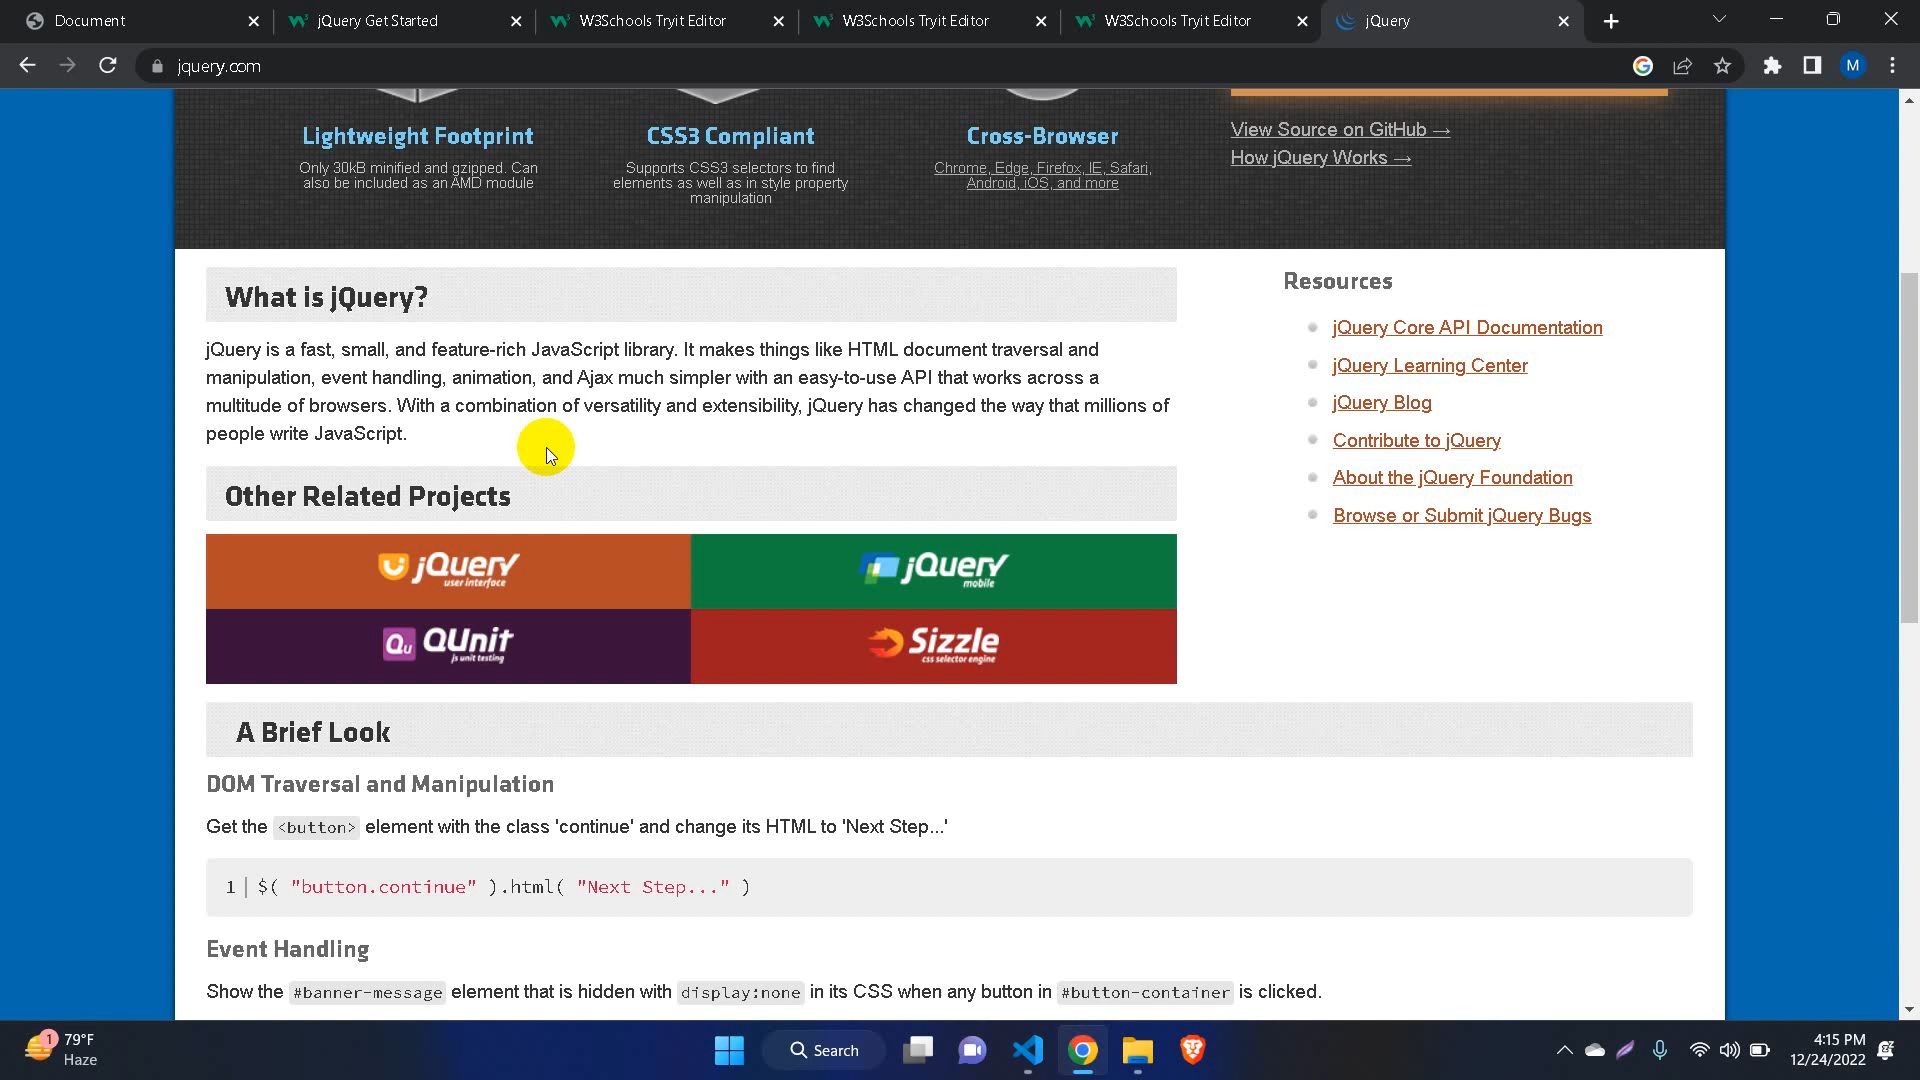 Document
jQuery Get Started
W3Schools Tryit Editor
W3Schools Tryit Editor
W3Schools Tryit Editor
jQuery
jquery.com
M
Lightweight Footprint
Only 30kB minified and gzipped. Can
also be included as an AMD module
CSS3 Compliant
Supports CSS3 selectors to find
elements as well as in style property
manipulation
Cross-Browser
Chrome, Edge, Firefox, IE, Safari,
Android, iOS, and more
View Source on GitHub →
How jQuery Works →
What is jQuery?
jQuery is a fast, small, and feature-rich JavaScript library. It makes things like HTML document traversal and
manipulation, event handling, animation, and Ajax much simpler with an easy-to-use API that works across a
multitude of browsers. With a combination of versatility and extensibility, jQuery has changed the way that millions of
people write JavaScript.
Resources
jQuery Core API Documentation
jQuery Learning Center
jQuery Blog
Contribute to jQuery
About the jQuery Foundation
Browse or Submit jQuery Bugs
Other Related Projects
jQuery
user interface
jQuery
mobile
Qu QUnit
js unit testing
Sizzle
css selector engine
A Brief Look
DOM Traversal and Manipulation
Get the <button> element with the class 'continue' and change its HTML to 'Next Step...'
1 $( "button.continue" ).html( "Next Step..." )
Event Handling
Show the #banner-message element that is hidden with display:none in its CSS when any button in #button-container is clicked.
1
79°F
Haze
Search
4:15 PM
12/24/2022